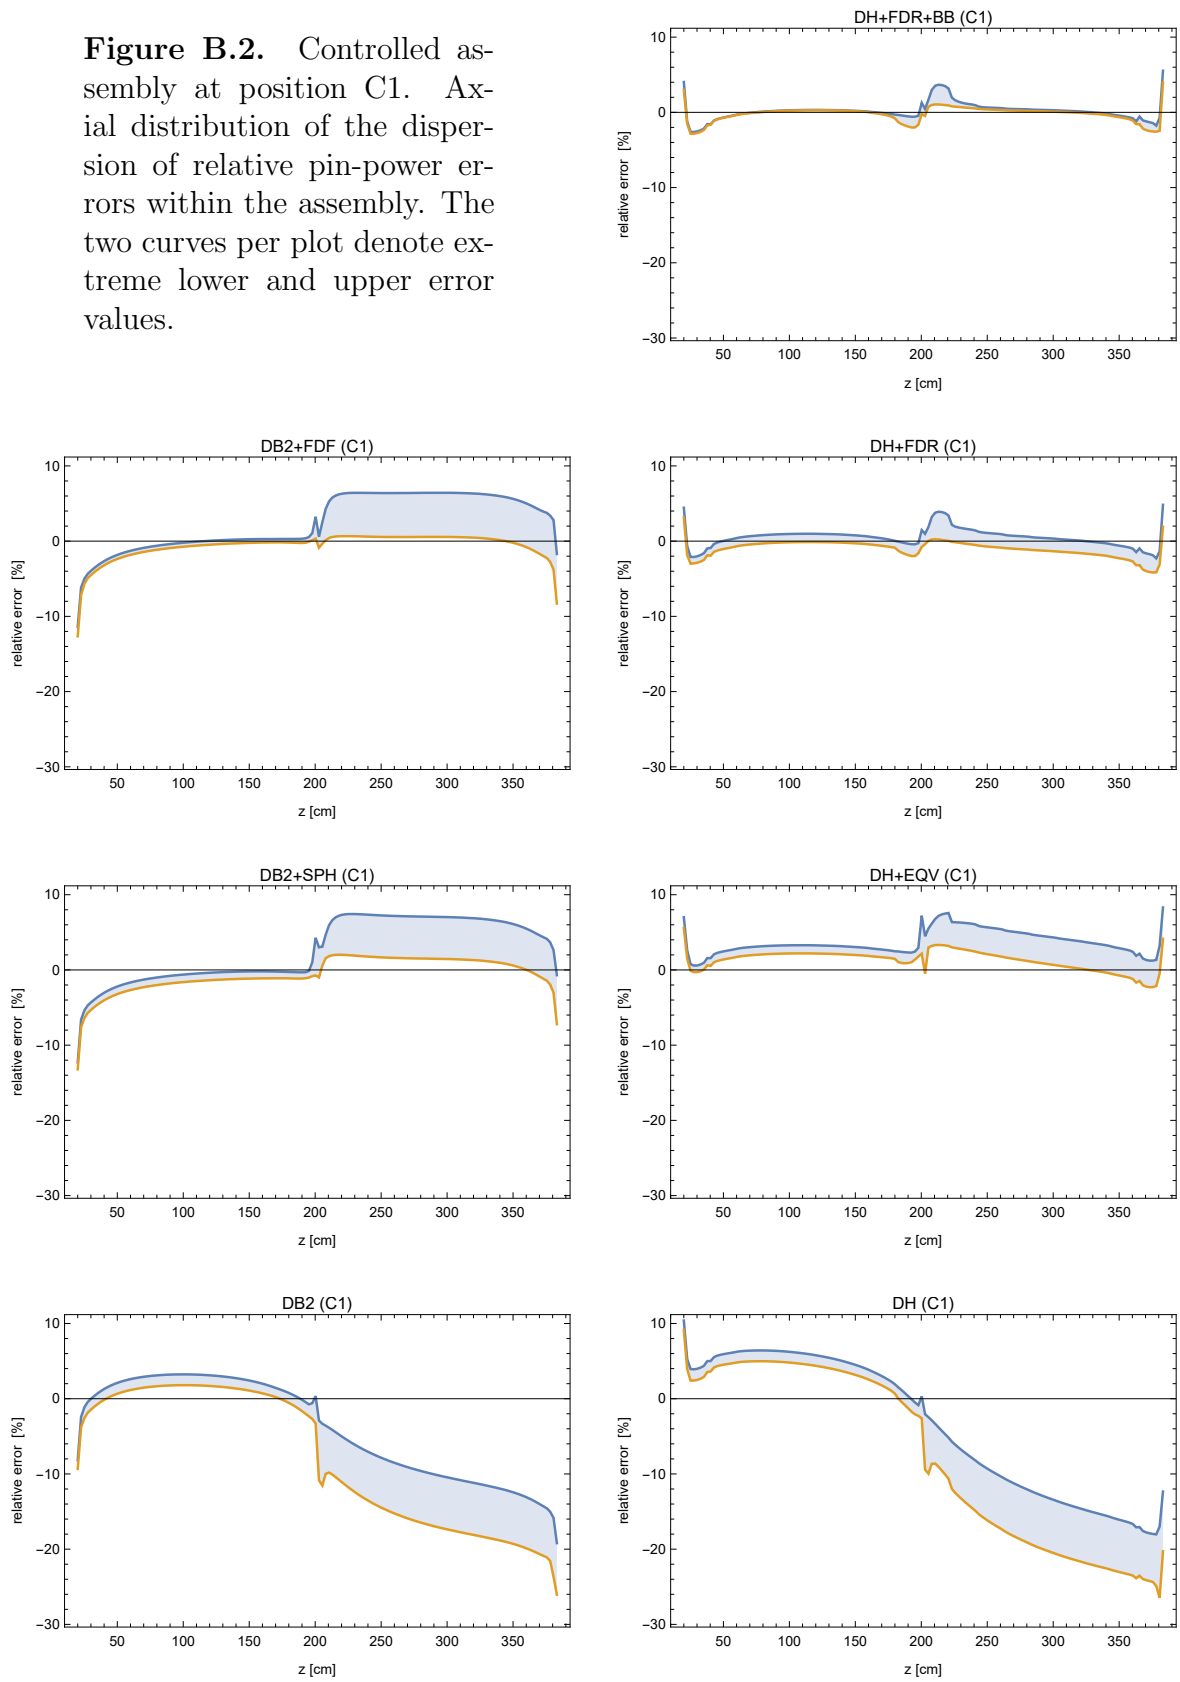 Figure B.2. Controlled as-
sembly at position C1. Ax-
ial distribution of the disper-
sion of relative pin-power er-
rors within the assembly. The
two curves per plot denote ex-
treme lower and upper error
values.
DH+FDR+BB (C1)
10
0
−10
−20
−30
relative error [%]
50 100 150 200 250 300 350
z [cm]
DB2+FDF (C1)
10
0
−10
−20
−30
relative error [%]
50 100 150 200 250 300 350
z [cm]
DH+FDR (C1)
10
0
−10
−20
−30
relative error [%]
50 100 150 200 250 300 350
z [cm]
DB2+SPH (C1)
10
0
−10
−20
−30
relative error [%]
50 100 150 200 250 300 350
z [cm]
DH+EQV (C1)
10
0
−10
−20
−30
relative error [%]
50 100 150 200 250 300 350
z [cm]
DB2 (C1)
10
0
−10
−20
−30
relative error [%]
50 100 150 200 250 300 350
z [cm]
DH (C1)
10
0
−10
−20
−30
relative error [%]
50 100 150 200 250 300 350
z [cm]